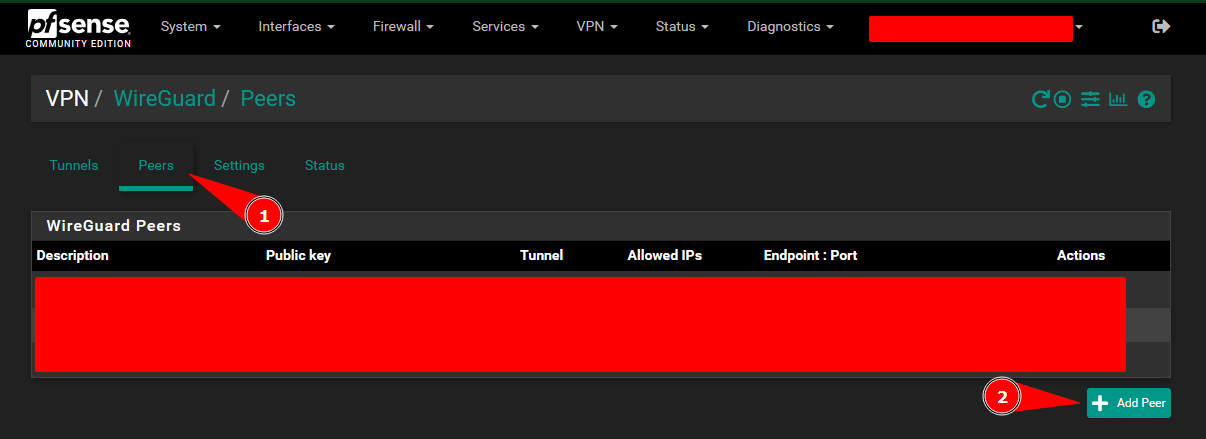 pfsense
COMMUNITY EDITION
System Interfaces Firewall Services VPN Status Diagnostics
VPN / WireGuard / Peers
Tunnels Peers Settings Status
1
WireGuard Peers
Description Public key Tunnel Allowed IPs Endpoint : Port Actions
2
Add Peer